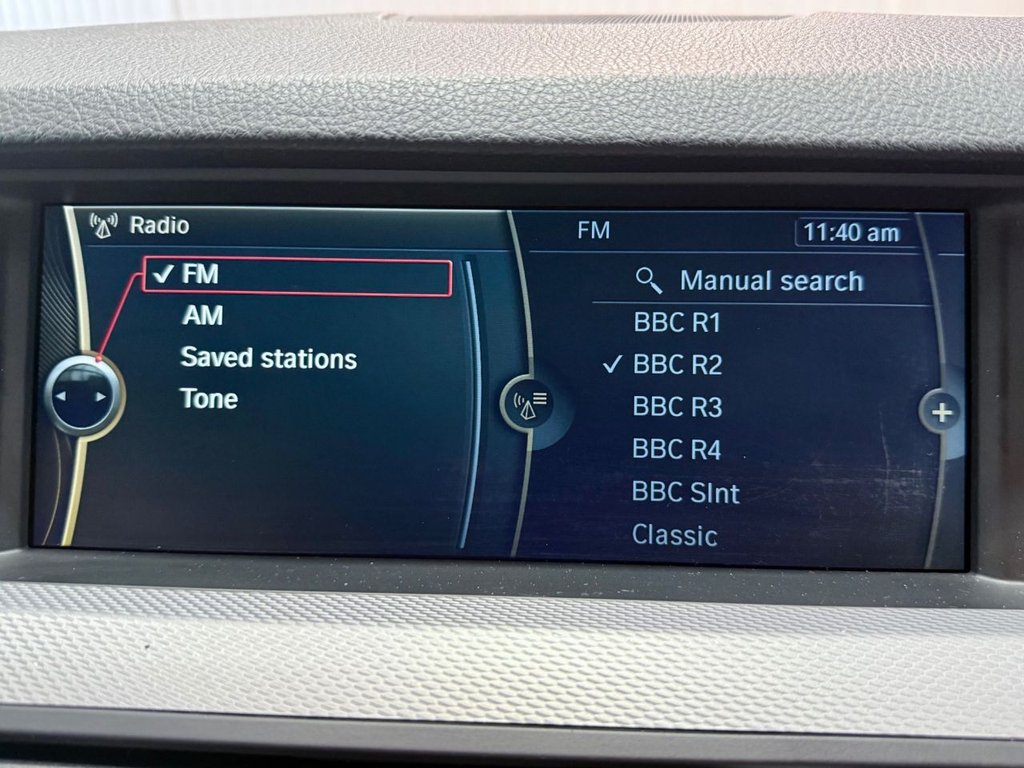 Radio
FM
AM
Saved stations
Tone
FM
11:40 am
Manual search
BBC R1
BBC R2
BBC R3
BBC R4
BBC SInt
Classic